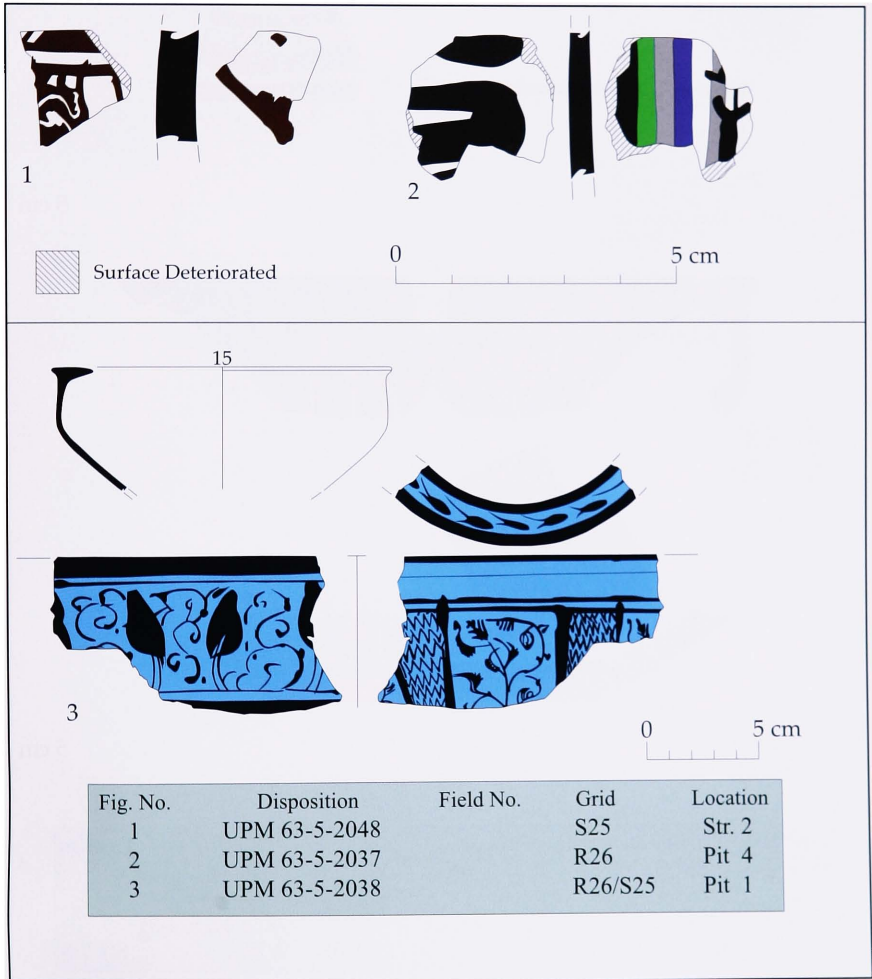 1
2
Surface Deteriorated
0 5 cm
15
3
0 5 cm
Fig. No. Disposition Field No. Grid Location
1 UPM 63-5-2048 S25 Str. 2
2 UPM 63-5-2037 R26 Pit 4
3 UPM 63-5-2038 R26/S25 Pit 1